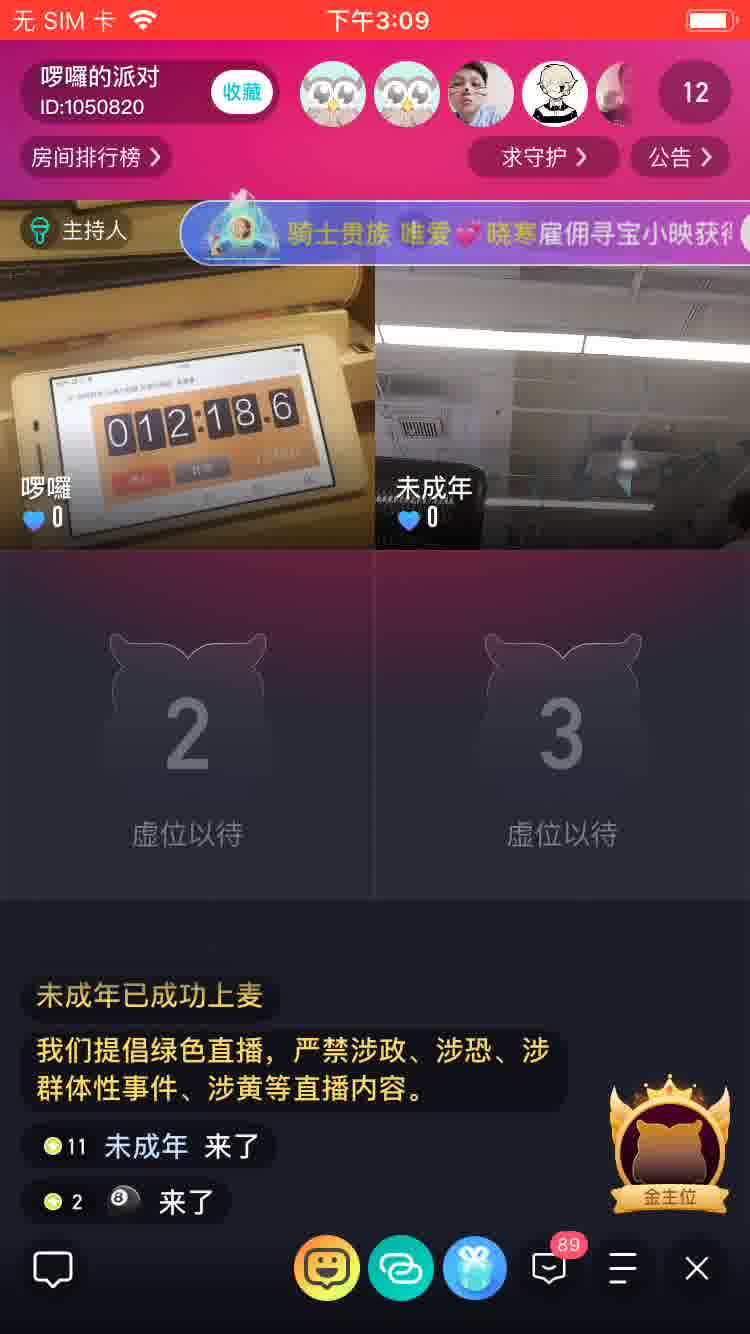 无 SIM 卡
下午3:09
啰囉的派对
ID:1050820
收藏
12
房间排行榜
求守护
公告
主持人
骑士贵族 唯爱💞晓寒雇佣寻宝小映获得
012:18.6
啰囉
0
未成年
0
2
虚位以待
3
虚位以待
未成年已成功上麦
我们提倡绿色直播，严禁涉政、涉恐、涉
群体性事件、涉黄等直播内容。
11 未成年 来了
2 🎱 来了
金主位
89